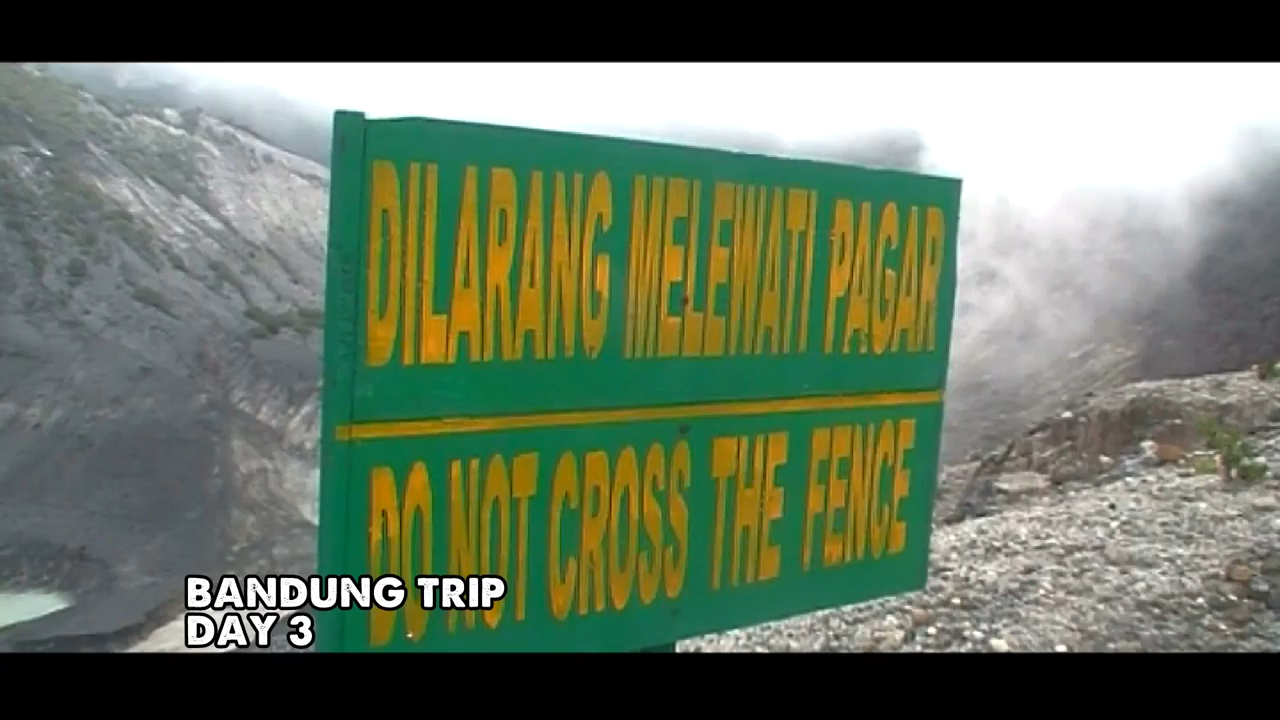 DILARANG MELEWATI PAGAR
DO NOT CROSS THE FENCE
BANDUNG TRIP
DAY 3